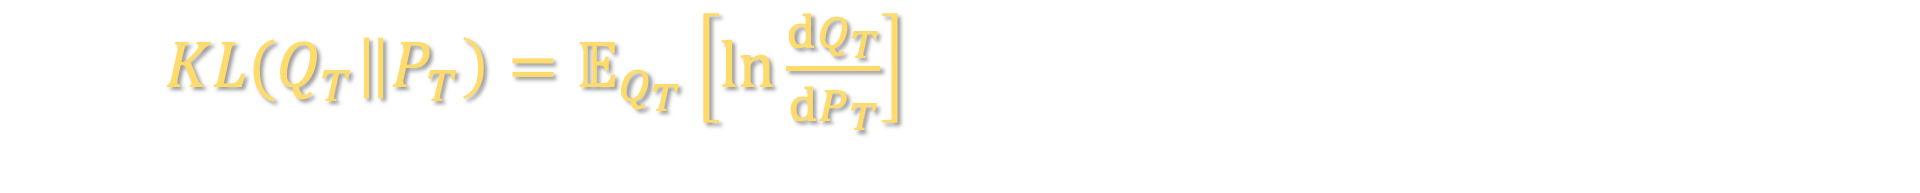 KL(Q_T||P_T) = 𝔼_{Q_T} [ln dQ_T/dP_T]